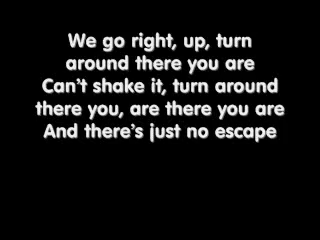 We go right, up, turn
around there you are
Can't shake it, turn around
there you, are there you are
And there's just no escape